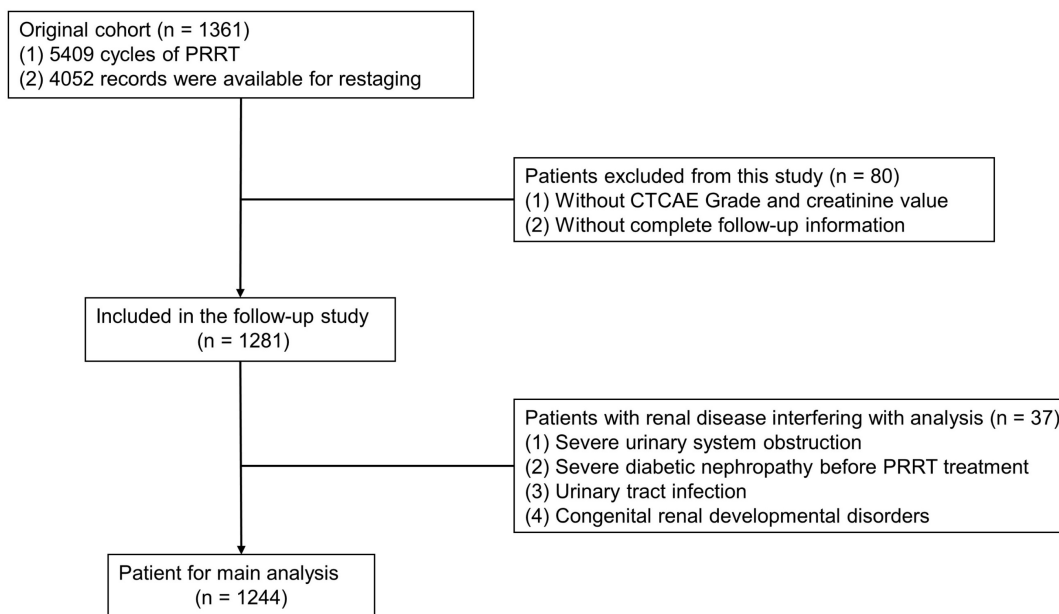 Original cohort (n = 1361)
(1) 5409 cycles of PRRT
(2) 4052 records were available for restaging
Patients excluded from this study (n = 80)
(1) Without CTCAE Grade and creatinine value
(2) Without complete follow-up information
Included in the follow-up study
(n = 1281)
Patients with renal disease interfering with analysis (n = 37)
(1) Severe urinary system obstruction
(2) Severe diabetic nephropathy before PRRT treatment
(3) Urinary tract infection
(4) Congenital renal developmental disorders
Patient for main analysis
(n = 1244)